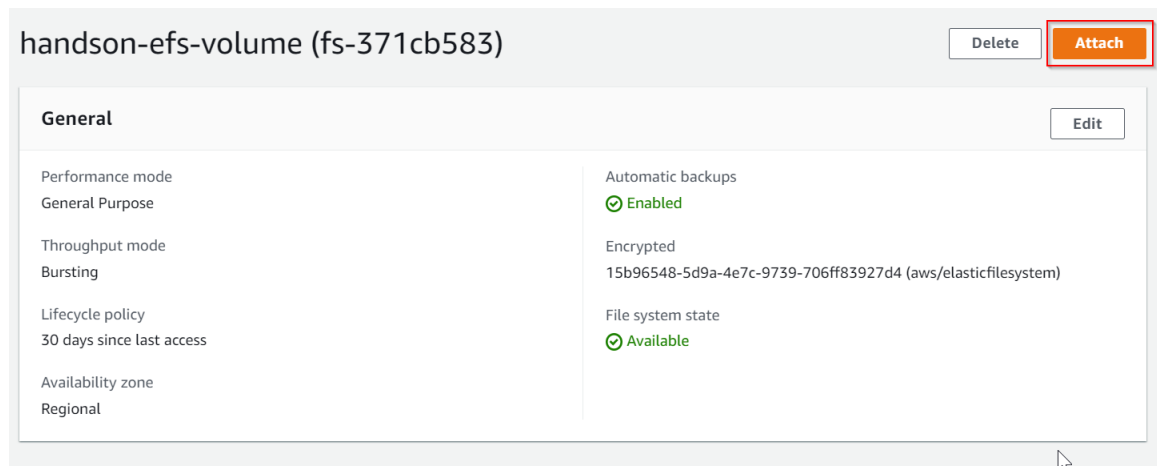 handson-efs-volume (fs-371cb583)
Delete
Attach
General
Edit
Performance mode
General Purpose
Throughput mode
Bursting
Lifecycle policy
30 days since last access
Availability zone
Regional
Automatic backups
Enabled
Encrypted
15b96548-5d9a-4e7c-9739-706ff83927d4 (aws/elasticfilesystem)
File system state
Available